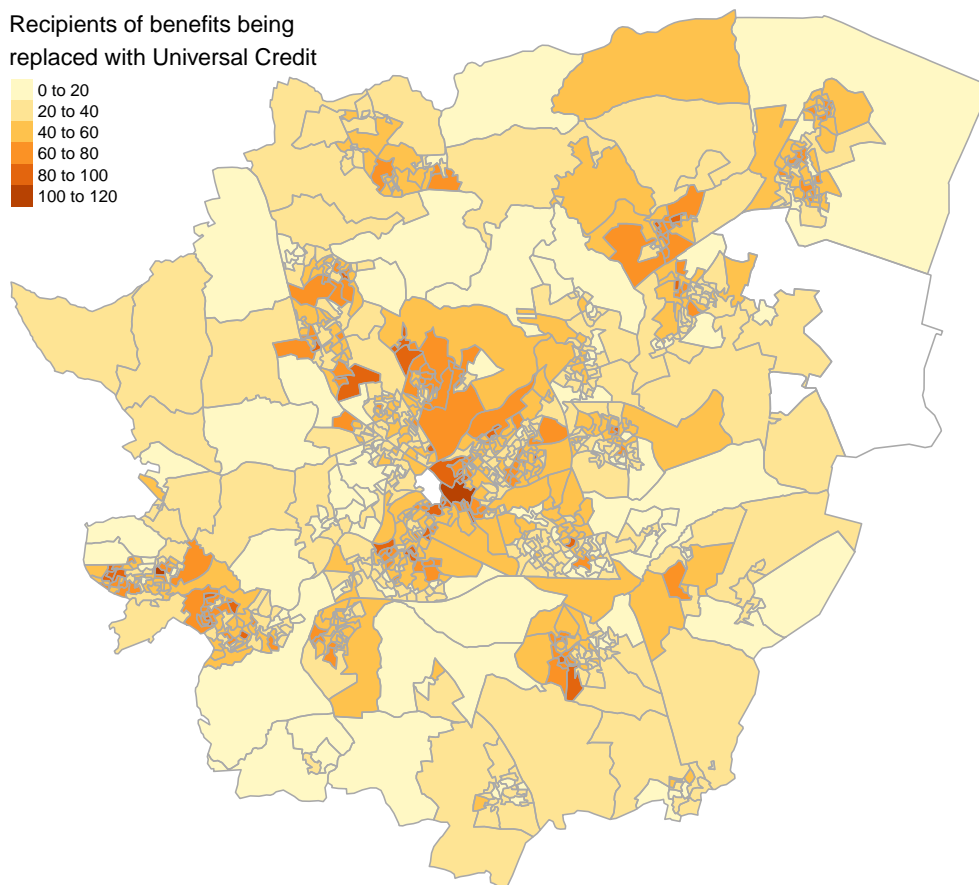 Recipients of benefits being
replaced with Universal Credit
0 to 20
20 to 40
40 to 60
60 to 80
80 to 100
100 to 120